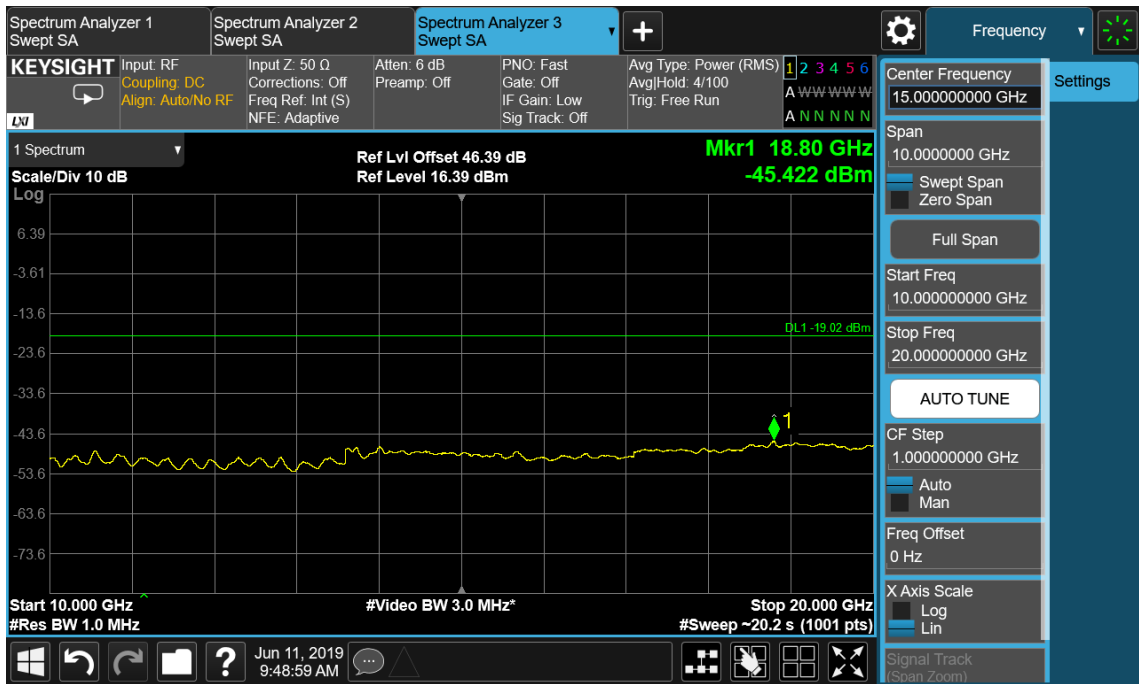 Spectrum Analyzer 1
Swept SA
Spectrum Analyzer 2
Swept SA
Spectrum Analyzer 3
Swept SA
▼
+
Frequency ▼
KEYSIGHT
LXI
Input: RF
Coupling: DC
Align: Auto/No RF
Input Z: 50 Ω
Corrections: Off
Freq Ref: Int (S)
NFE: Adaptive
Atten: 6 dB
Preamp: Off
PNO: Fast
Gate: Off
IF Gain: Low
Sig Track: Off
Avg Type: Power (RMS)
Avg|Hold: 4/100
Trig: Free Run
1 2 3 4 5 6
A W W W W W
A N N N N N
1 Spectrum ▼
Scale/Div 10 dB
Ref Lvl Offset 46.39 dB
Ref Level 16.39 dBm
Mkr1 18.80 GHz
-45.422 dBm
Log
6.39
-3.61
-13.6
-23.6
-33.6
-43.6
-53.6
-63.6
-73.6
DL1 -19.02 dBm
1
Start 10.000 GHz
#Res BW 1.0 MHz
#Video BW 3.0 MHz*
Stop 20.000 GHz
#Sweep ~20.2 s (1001 pts)
Center Frequency
15.000000000 GHz
Settings
Span
10.0000000 GHz
Swept Span
Zero Span
Full Span
Start Freq
10.000000000 GHz
Stop Freq
20.000000000 GHz
AUTO TUNE
CF Step
1.000000000 GHz
Auto
Man
Freq Offset
0 Hz
X Axis Scale
Log
Lin
Signal Track
(Span Zoom)
?
Jun 11, 2019
9:48:59 AM